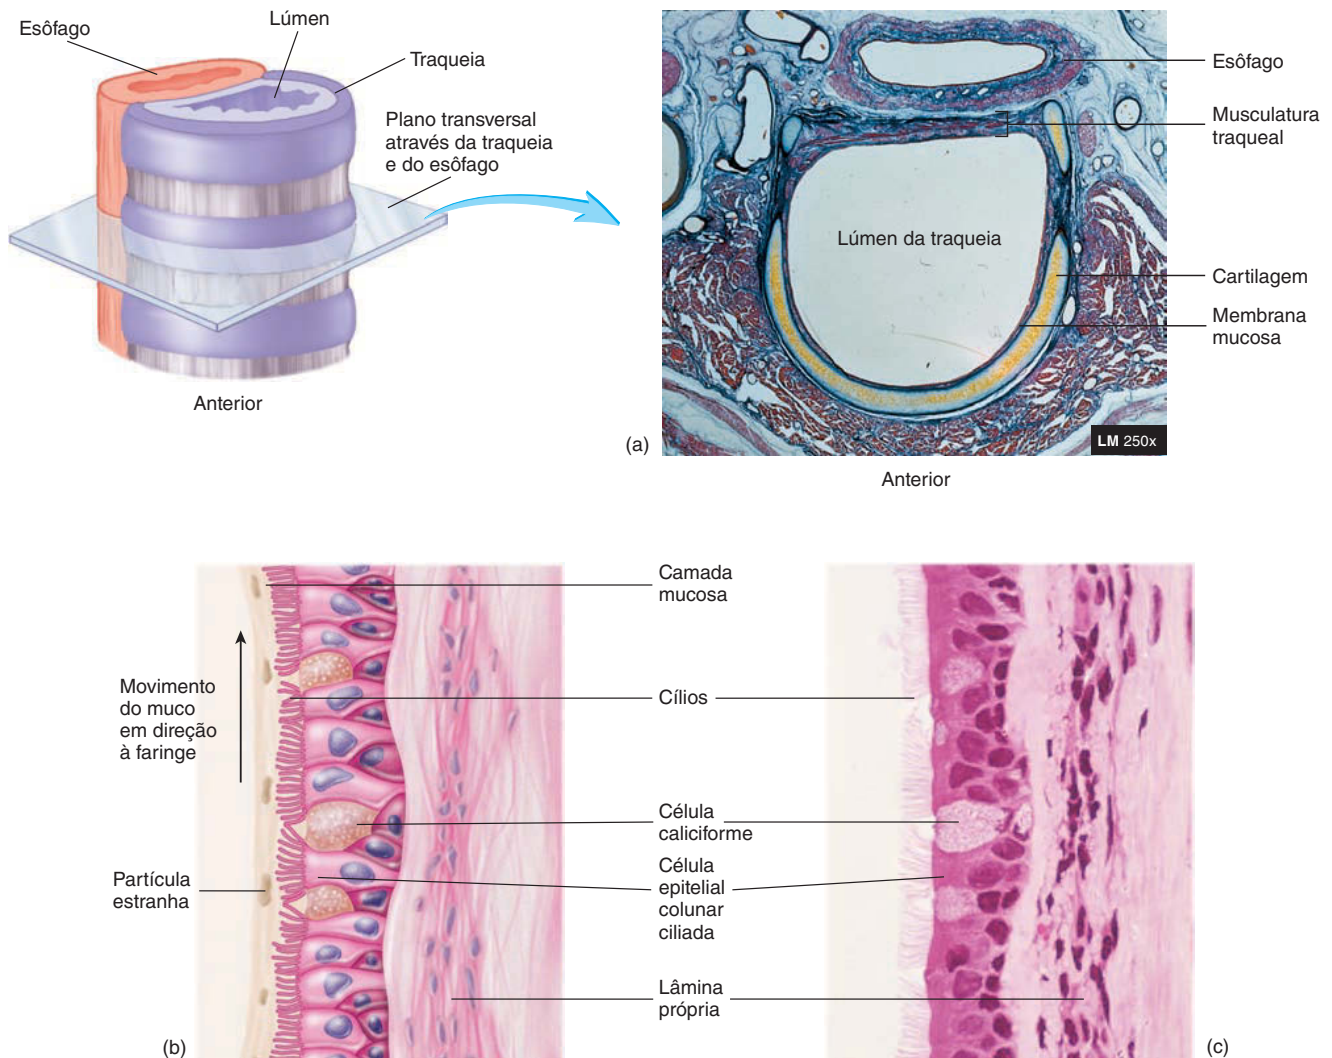 Esôfago
Lúmen
Traqueia
Plano transversal
através da traqueia
e do esôfago
Anterior
(a)
Esôfago
Musculatura
traqueal
Lúmen da traqueia
Cartilagem
Membrana
mucosa
LM 250x
Anterior
Camada
mucosa
Movimento
do muco
em direção
à faringe
Cílios
Célula
caliciforme
Partícula
estranha
Célula
epitelial
colunar
ciliada
Lâmina
própria
(b)
(c)